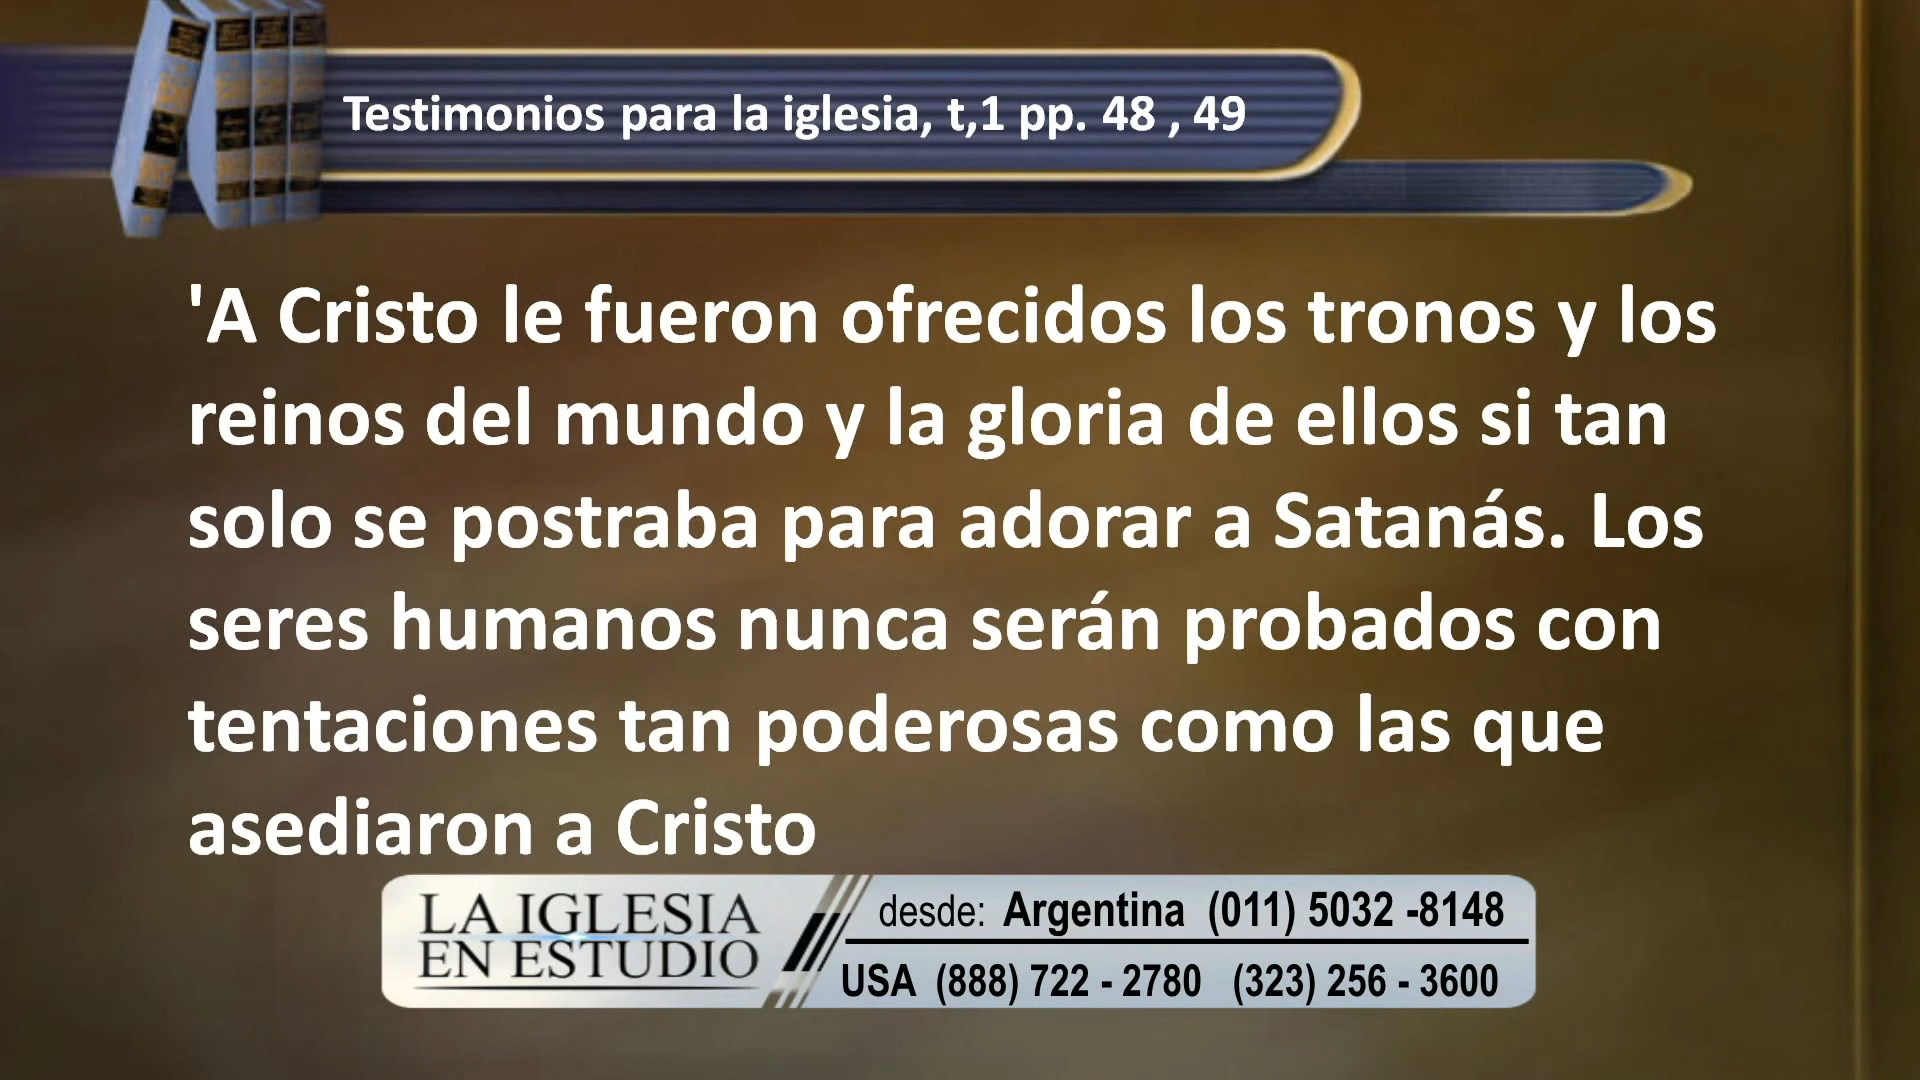 Testimonios para la iglesia, t,1 pp. 48 , 49
'A Cristo le fueron ofrecidos los tronos y los
reinos del mundo y la gloria de ellos si tan
solo se postraba para adorar a Satanás. Los
seres humanos nunca serán probados con
tentaciones tan poderosas como las que
asediaron a Cristo
LA IGLESIA
EN ESTUDIO
desde: Argentina (011) 5032 -8148
USA (888) 722 - 2780 (323) 256 - 3600